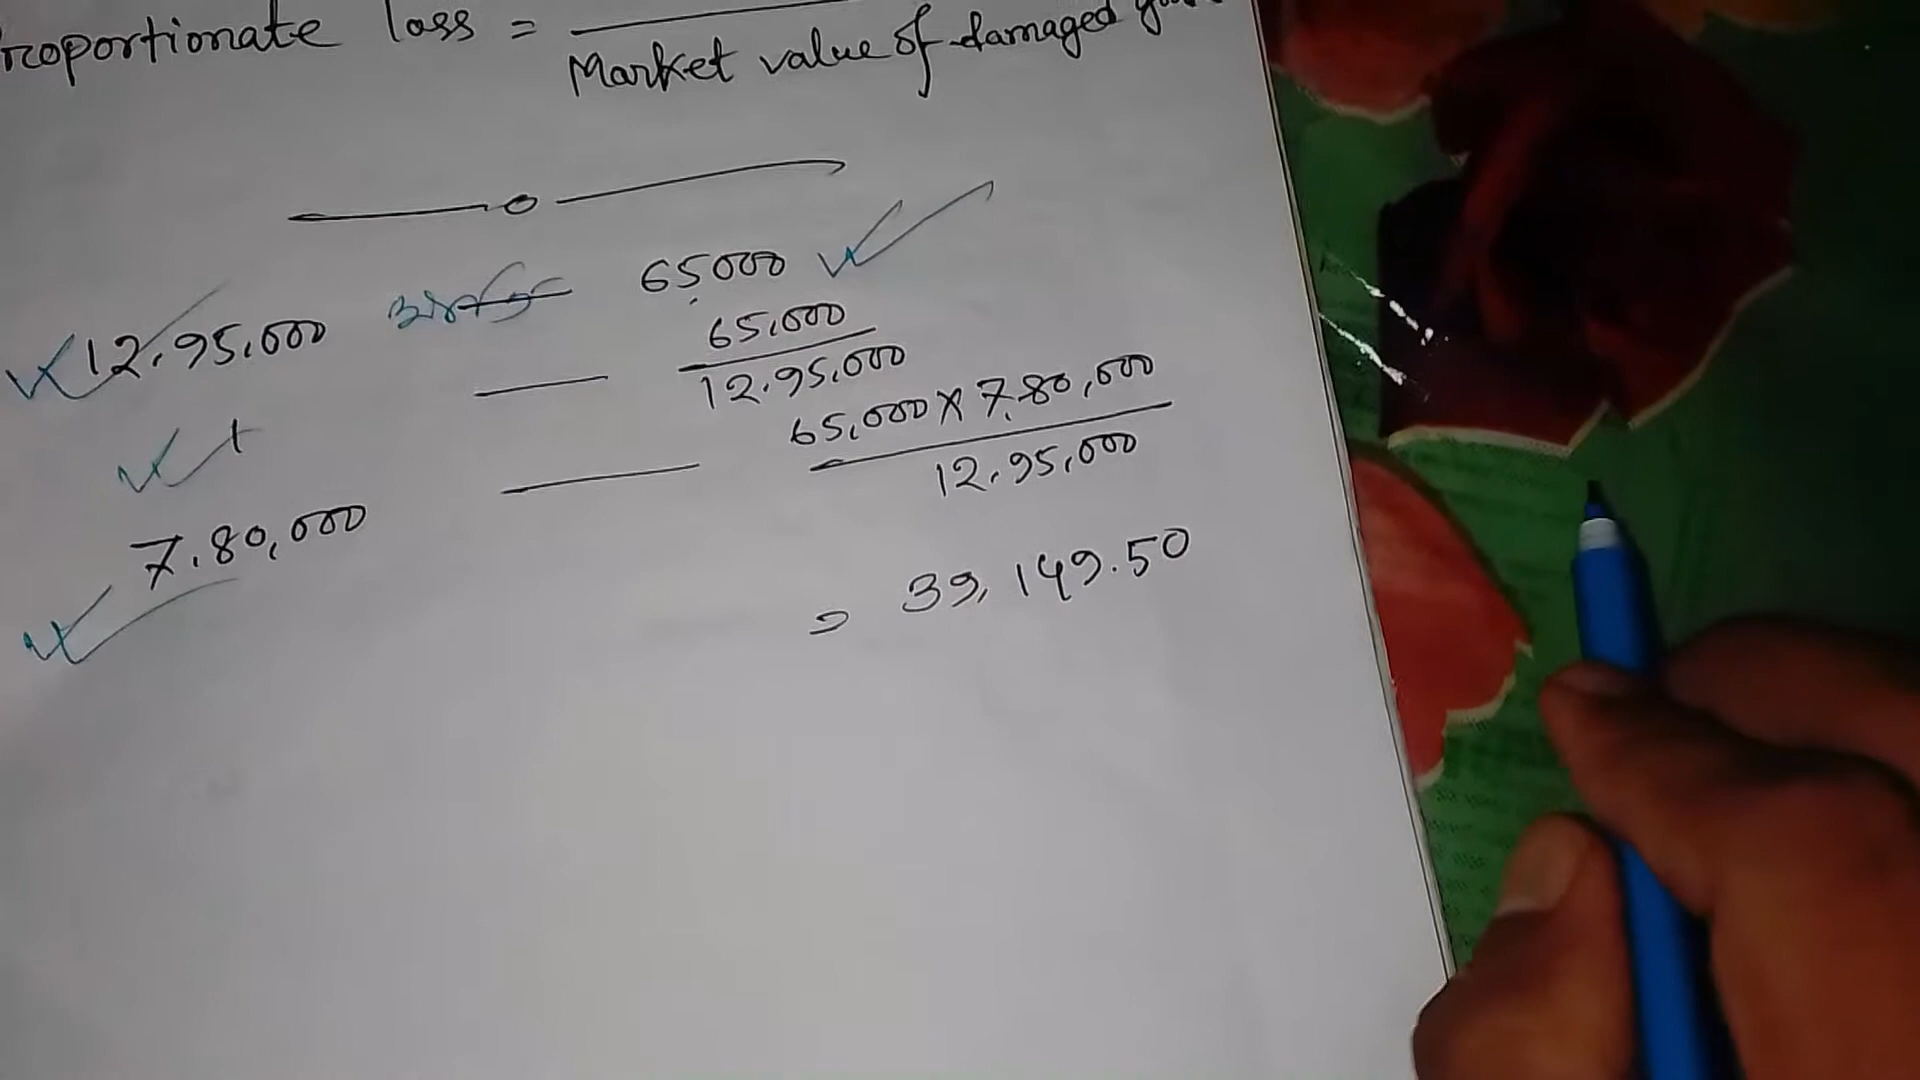 Proportionate loss =
Market value of damaged
65000
12,95,000
65,000
12,95,000
1
65,000 × 7,80,000
12,95,000
7,80,000
= 39,149.50